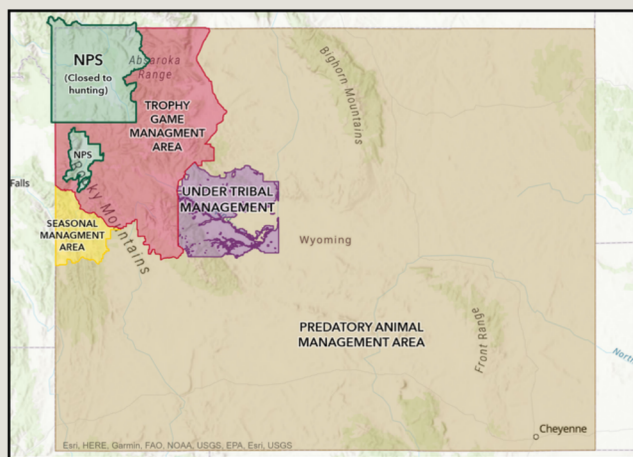 NPS
(Closed to
hunting)
Absaroka
Range
Bighorn Mountains
TROPHY
GAME
MANAGMENT
AREA
NPS
Falls
Rocky Mountains
UNDER TRIBAL
MANAGEMENT
SEASONAL
MANAGMENT
AREA
Wyoming
PREDATORY ANIMAL
MANAGEMENT AREA
Front Range
North
Cheyenne
Esri, HERE, Garmin, FAO, NOAA, USGS, EPA, Esri, USGS